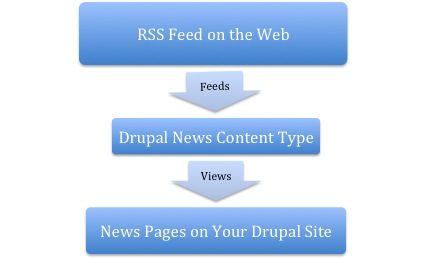 RSS Feed on the Web
Feeds
Drupal News Content Type
Views
News Pages on Your Drupal Site